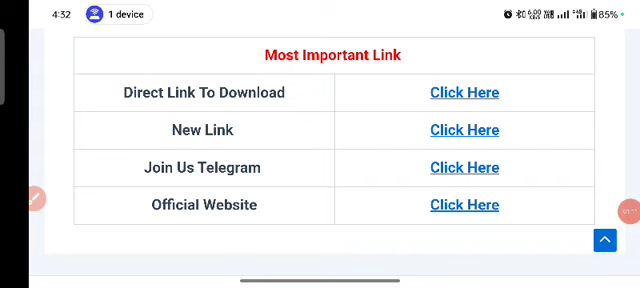 4:32 1 device 85%
Most Important Link
Direct Link To Download Click Here
New Link Click Here
Join Us Telegram Click Here
Official Website Click Here